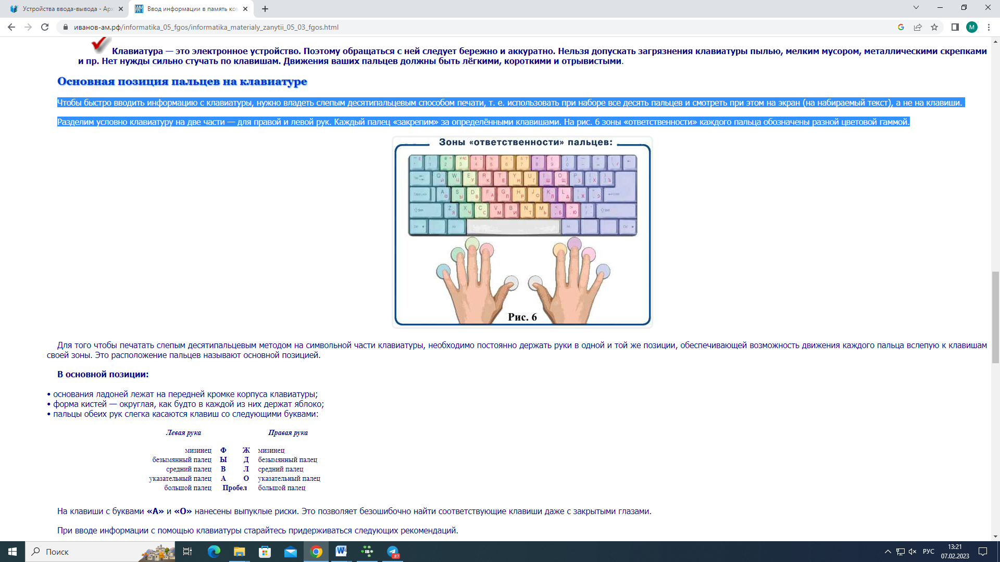 Устройства ввода-вывода - Арх
Ввод информации в память ком
иванов-ам.рф/informatika_05_fgos/informatika_materialy_zanytii_05_03_fgos.html
M
Клавиатура — это электронное устройство. Поэтому обращаться с ней следует бережно и аккуратно. Нельзя допускать загрязнения клавиатуры пылью, мелким мусором, металлическими скрепками
и пр. Нет нужды сильно стучать по клавишам. Движения ваших пальцев должны быть лёгкими, короткими и отрывистыми.
Основная позиция пальцев на клавиатуре
Чтобы быстро вводить информацию с клавиатуры, нужно владеть слепым десятипальцевым способом печати, т. е. использовать при наборе все десять пальцев и смотреть при этом на экран (на набираемый текст), а не на клавиши.
Разделим условно клавиатуру на две части — для правой и левой рук. Каждый палец «закрепим» за определёнными клавишами. На рис. 6 зоны «ответственности» каждого пальца обозначены разной цветовой гаммой.
Зоны «ответственности» пальцев:
Q W E R T Y U I O P
Й Ц У К Е Н Г Ш Щ З Х Ъ
Caps Lock A S D F G H J K L
Ф Ы В А П Р О Л Д Ж Э
Z X C V B N M < >
Я Ч С М И Т Ь Б Ю
Рис. 6
Для того чтобы печатать слепым десятипальцевым методом на символьной части клавиатуры, необходимо постоянно держать руки в одной и той же позиции, обеспечивающей возможность движения каждого пальца вслепую к клавишам
своей зоны. Это расположение пальцев называют основной позицией.
В основной позиции:
• основания ладоней лежат на передней кромке корпуса клавиатуры;
• форма кистей — округлая, как будто в каждой из них держат яблоко;
• пальцы обеих рук слегка касаются клавиш со следующими буквами:
Левая рука Правая рука
мизинец Ф Ж мизинец
безымянный палец Ы Д безымянный палец
средний палец В Л средний палец
указательный палец А О указательный палец
большой палец Пробел большой палец
На клавиши с буквами «А» и «О» нанесены выпуклые риски. Это позволяет безошибочно найти соответствующие клавиши даже с закрытыми глазами.
При вводе информации с помощью клавиатуры старайтесь придерживаться следующих рекомендаций.
Поиск
IB
87
РУС
13:21
07.02.2023